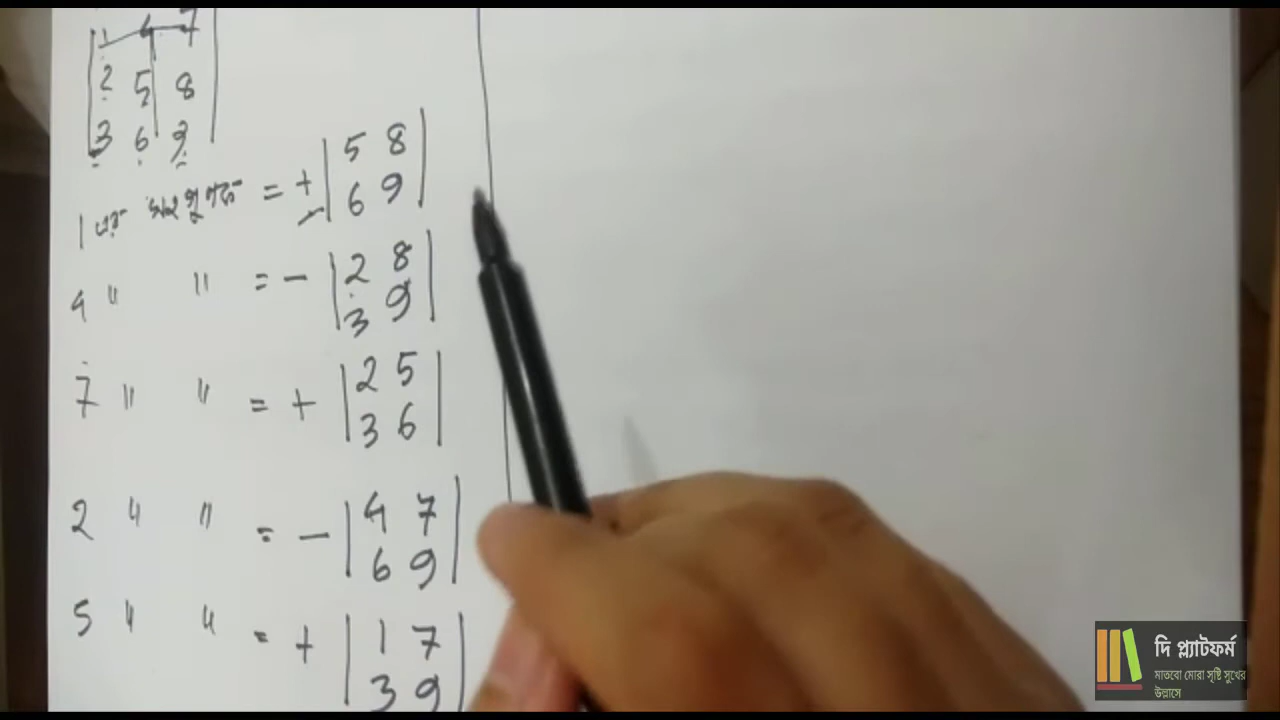 1 4 7
2 5 8
3 6 9
1 এর সহগুণক = + | 5 8 |
| 6 9 |
4 " " = - | 2 8 |
| 3 9 |
7 " " = + | 2 5 |
| 3 6 |
2 " " = - | 4 7 |
| 6 9 |
5 " " = + | 1 7 |
| 3 9 |
দি প্ল্যাটফর্ম
মাতবো মোরা সৃষ্টি সুখের
উল্লাসে